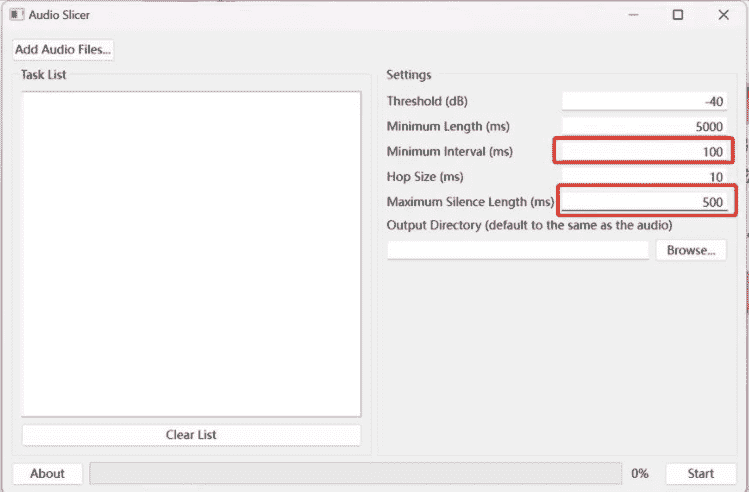 Audio Slicer
Add Audio Files...
Task List
Clear List
Settings
Threshold (dB) -40
Minimum Length (ms) 5000
Minimum Interval (ms) 100
Hop Size (ms) 10
Maximum Silence Length (ms) 500
Output Directory (default to the same as the audio)
Browse...
About 0% Start